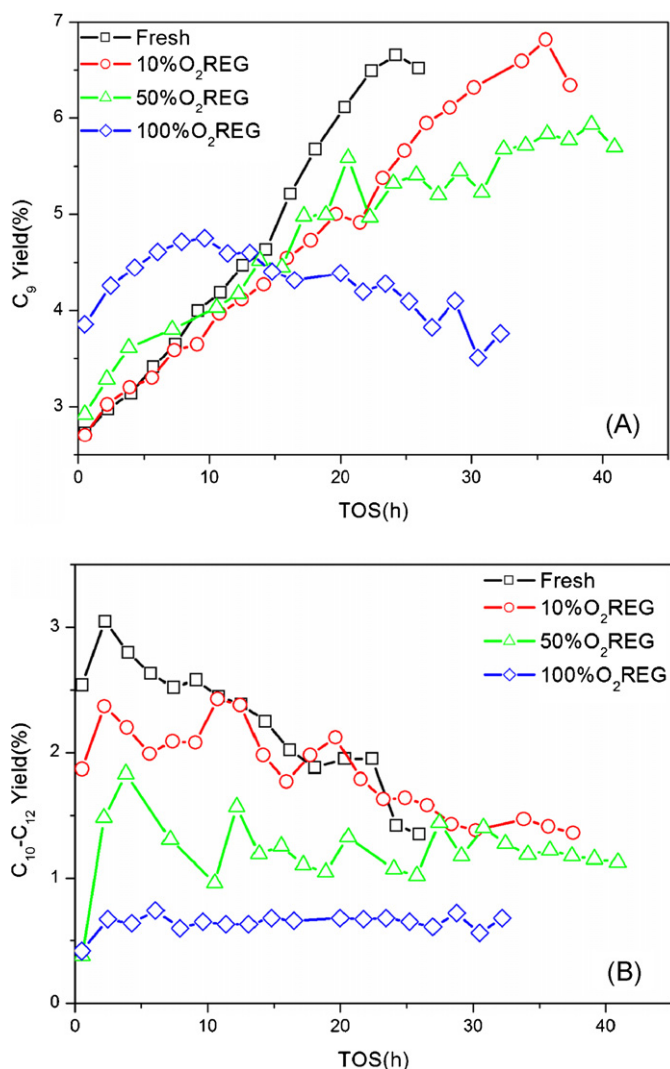 7
6
5
4
3
C₉ Yield(%)
Fresh
10%O₂REG
50%O₂REG
100%O₂REG
(A)
0 10 20 30 40
TOS(h)
3
2
1
0
C₁₀-C₁₂ Yield(%)
Fresh
10%O₂REG
50%O₂REG
100%O₂REG
(B)
0 10 20 30 40
TOS(h)